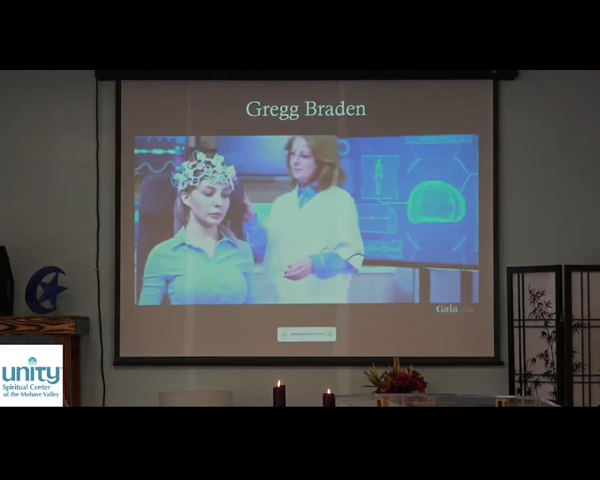 Gregg Braden
Gaia
unity
Spiritual Center
of the Mohave Valley